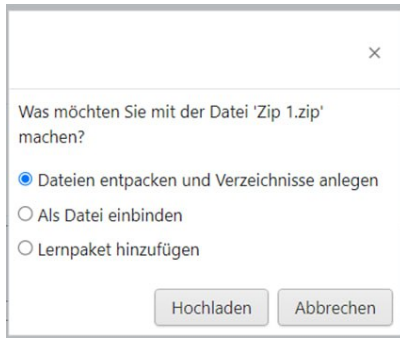 Was möchten Sie mit der Datei 'Zip 1.zip'
machen?
Dateien entpacken und Verzeichnisse anlegen
Als Datei einbinden
Lernpaket hinzufügen
Hochladen Abbrechen